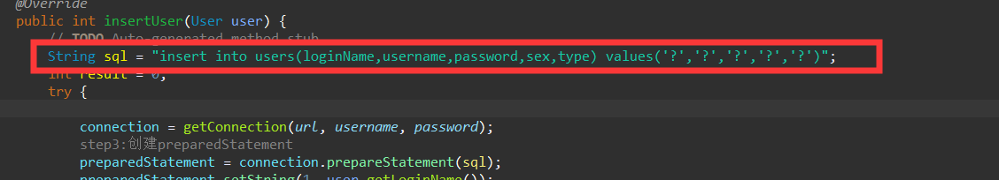 @Override
public int insertUser(User user) {
// TODO Auto-generated method stub
String sql = "insert into users(loginName,username,password,sex,type) values('?','?','?','?','?')";
int result = 0;
try {
connection = getConnection(url, username, password);
step3:创建preparedStatement
preparedStatement = connection.prepareStatement(sql);
preparedStatement.setString(1, user.getLoginName());